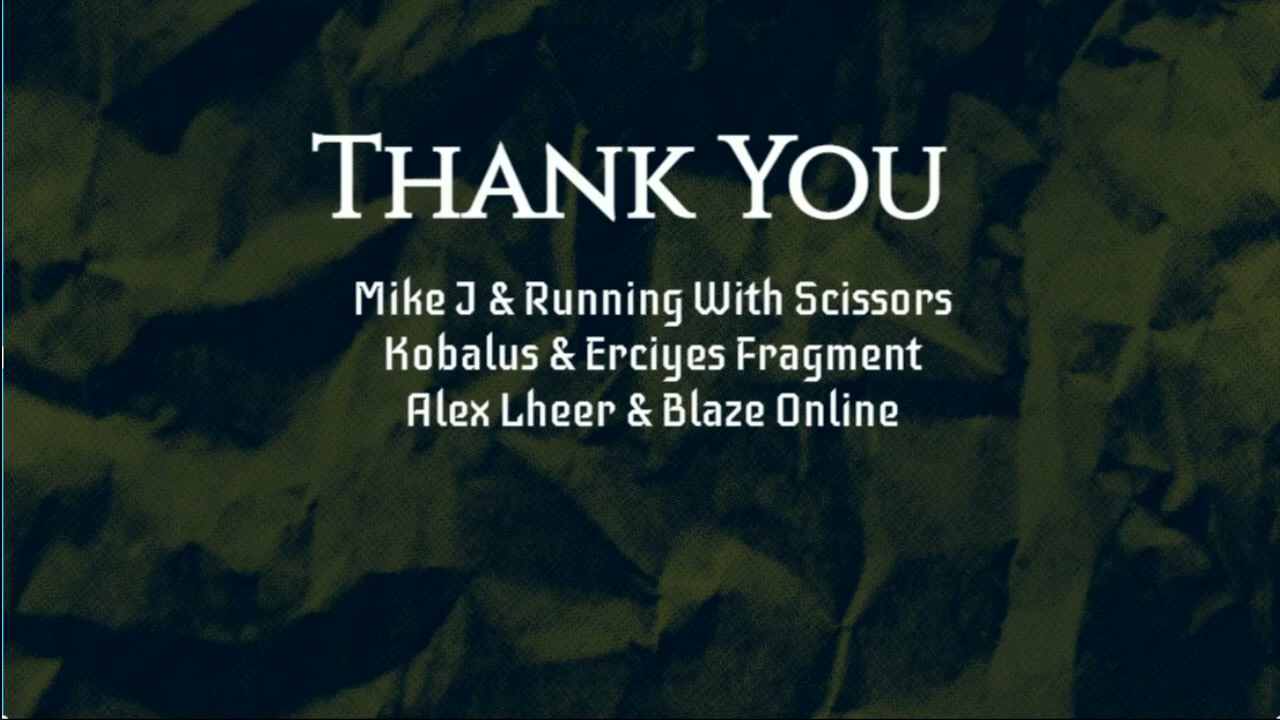 Thank You
Mike J & Running With Scissors
Kobalus & Erciyes Fragment
Alex Lheer & Blaze Online